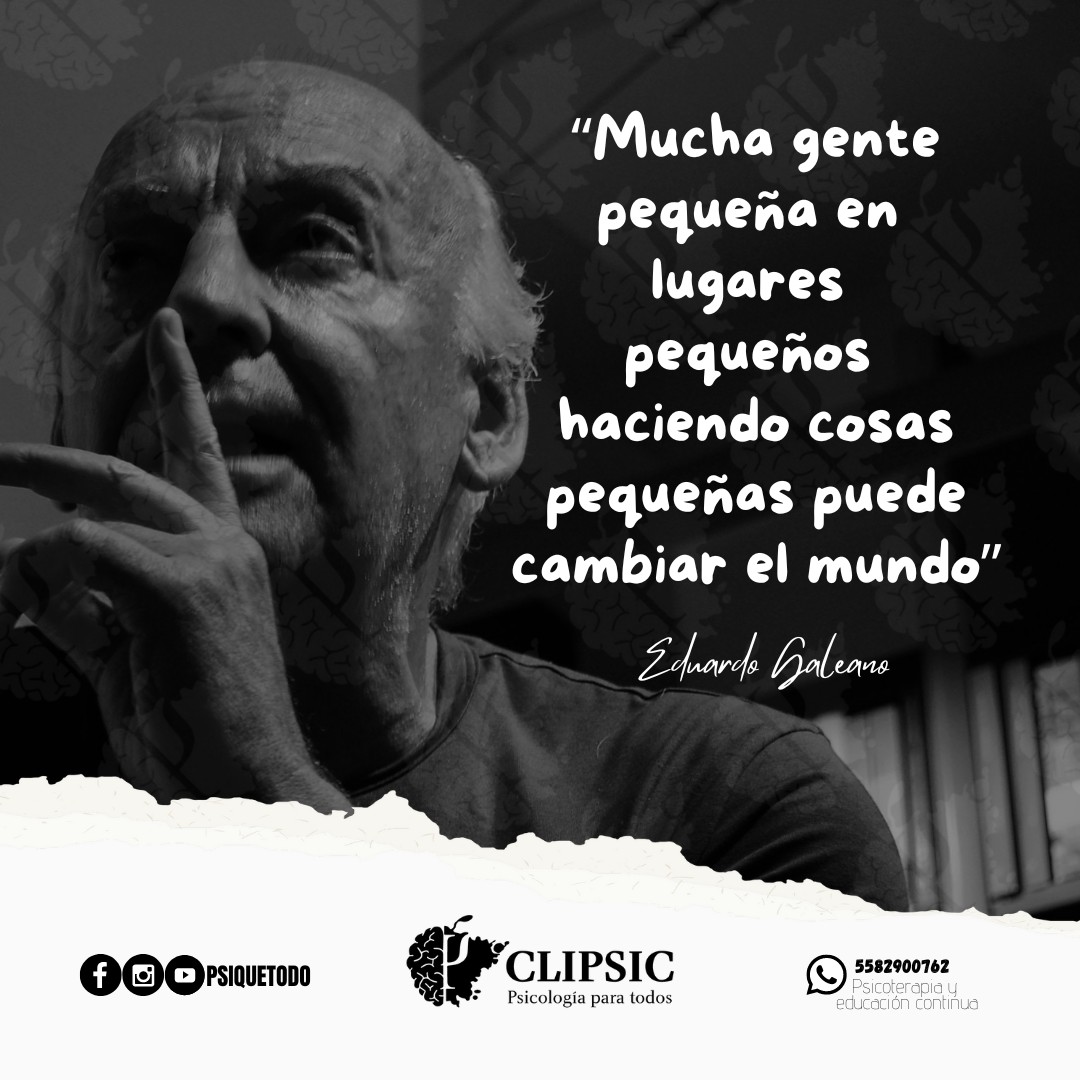 “Mucha gente
pequeña en
lugares
pequeños
haciendo cosas
pequeñas puede
cambiar el mundo”
Eduardo Galeano
PSIQUETODO
CLIPSIC
Psicología para todos
5582900762
Psicoterapia y
educación continua